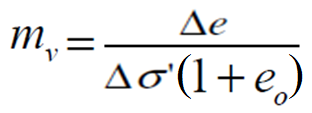 m_v = Δe / Δσ'(1 + e_o)